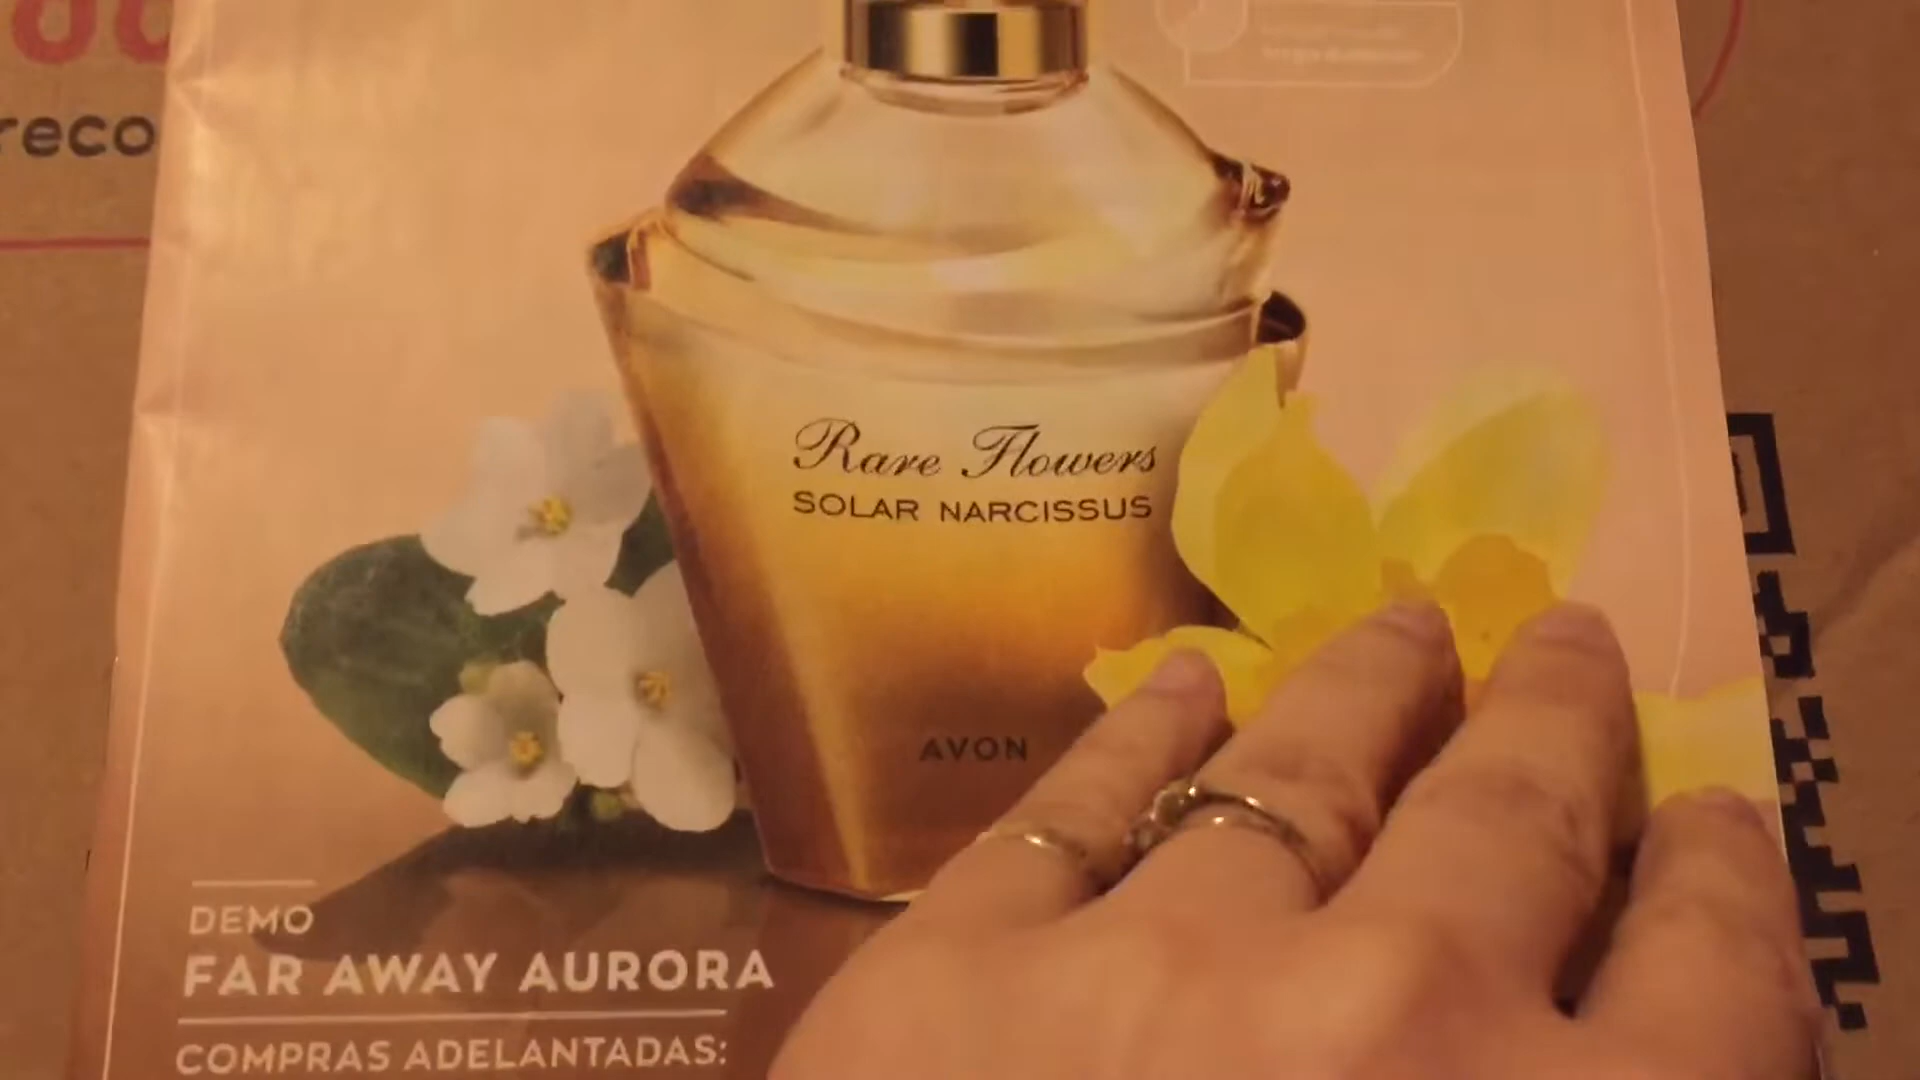 reco
Rare Flowers
SOLAR NARCISSUS
AVON
DEMO
FAR AWAY AURORA
COMPRAS ADELANTADAS: